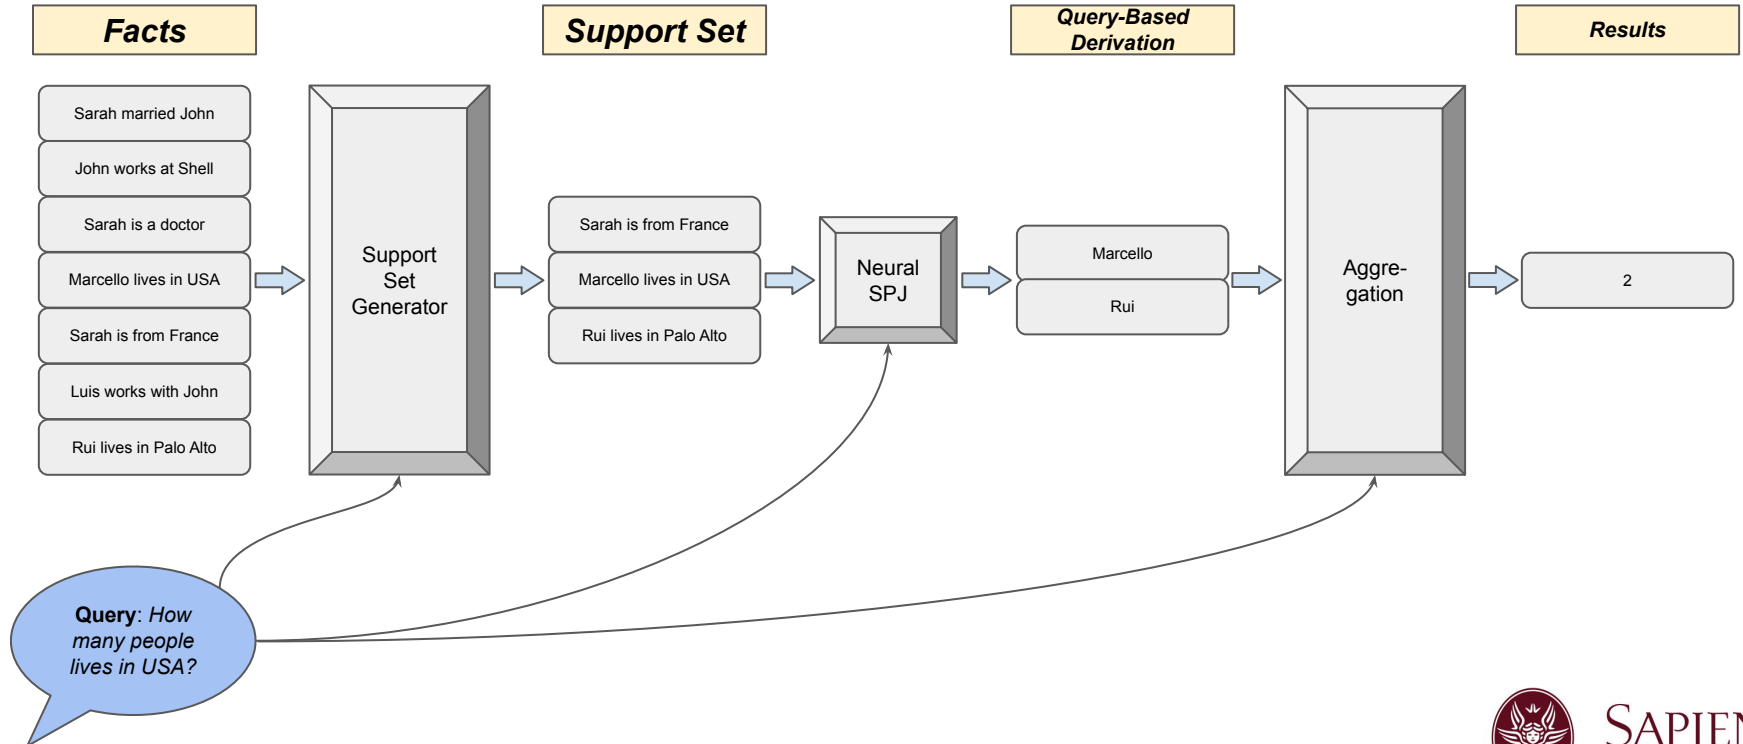 Facts
Support Set
Query-Based
Derivation
Results
Sarah married John
John works at Shell
Sarah is a doctor
Marcello lives in USA
Sarah is from France
Luis works with John
Rui lives in Palo Alto
Support
Set
Generator
Sarah is from France
Marcello lives in USA
Rui lives in Palo Alto
Neural
SPJ
Marcello
Rui
Aggre-
gation
2
Query: How
many people
lives in USA?